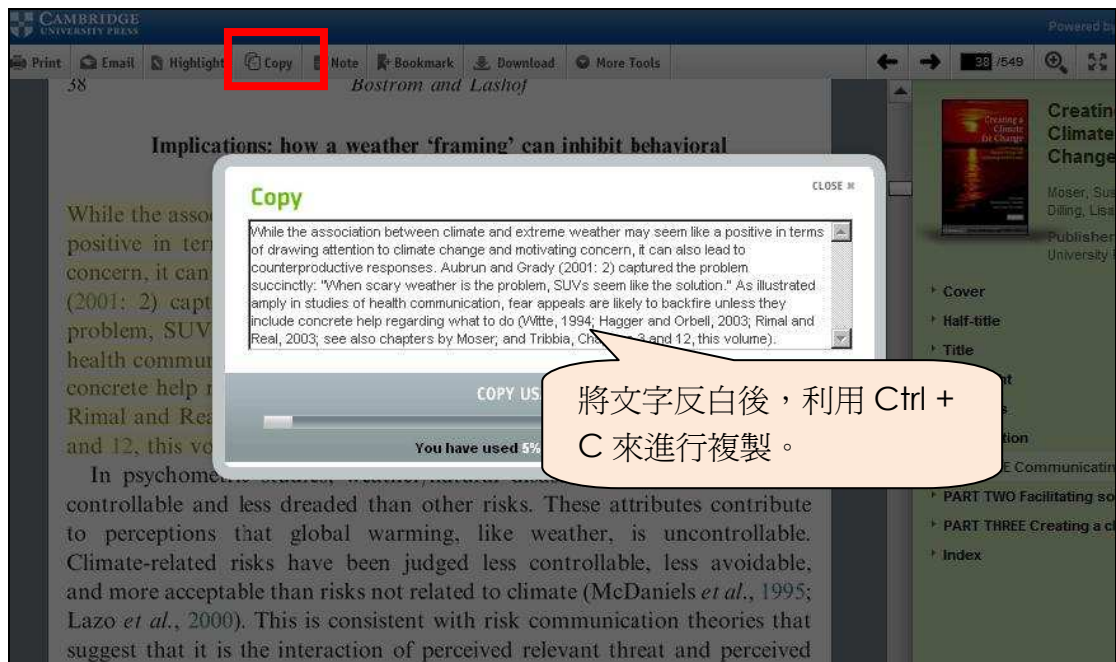 CAMBRIDGE
UNIVERSITY PRESS
Powered by
Print Email Highlight Copy Note Bookmark Download More Tools
38 /549
38 Bostrom and Lashof
Implications: how a weather ‘framing’ can inhibit behavioral
While the asso
positive in ter
concern, it can
(2001: 2) capt
problem, SUV
health commun
concrete help r
Rimal and Rea
and 12, this vo
Copy
CLOSE
While the association between climate and extreme weather may seem like a positive in terms
of drawing attention to climate change and motivating concern, it can also lead to
counterproductive responses. Aubrun and Grady (2001: 2) captured the problem
succinctly: "When scary weather is the problem, SUVs seem like the solution." As illustrated
amply in studies of health communication, fear appeals are likely to backfire unless they
include concrete help regarding what to do (Witte, 1994; Hagger and Orbell, 2003; Rimal and
Real, 2003; see also chapters by Moser; and Tribbia, Cha 3 and 12, this volume).
COPY US
You have used 5%
將文字反白後，利用 Ctrl +
C 來進行複製。
In psychome
controllable and less dreaded than other risks. These attributes contribute
to perceptions that global warming, like weather, is uncontrollable.
Climate-related risks have been judged less controllable, less avoidable,
and more acceptable than risks not related to climate (McDaniels et al., 1995;
Lazo et al., 2000). This is consistent with risk communication theories that
suggest that it is the interaction of perceived relevant threat and perceived
Creating a
Climate
for Change
Creatin
Climate
Change
Moser, Sus
Dilling, Lisa
Publisher
University
Cover
Half-title
Title
nt
s
tion
E Communicatin
PART TWO Facilitating so
PART THREE Creating a cl
Index